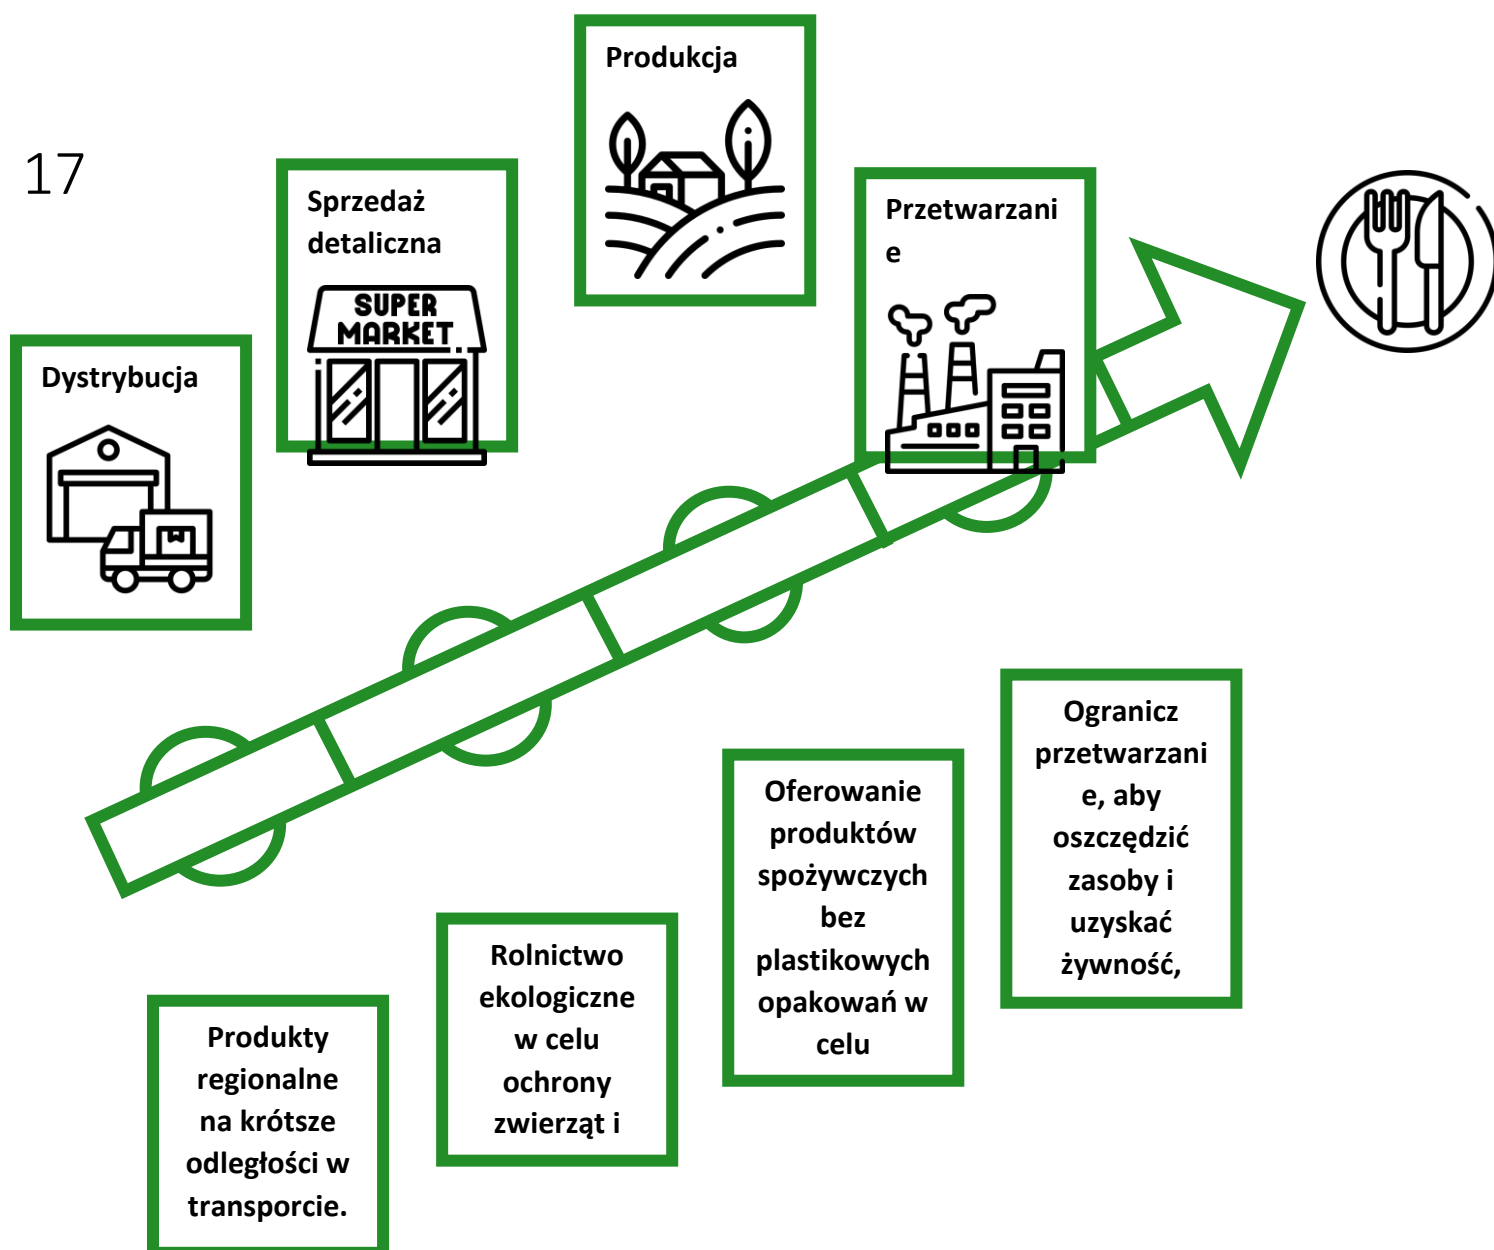 17
Produkcja
Sprzedaż
detaliczna
SUPER
MARKET
Przetwarzani
e
Dystrybucja
Ogranicz
przetwarzani
e, aby
oszczędzić
zasoby i
uzyskać
żywność,
Oferowanie
produktów
spożywczych
bez
plastikowych
opakowań w
celu
Rolnictwo
ekologiczne
w celu
ochrony
zwierząt i
Produkty
regionalne
na krótsze
odległości w
transporcie.